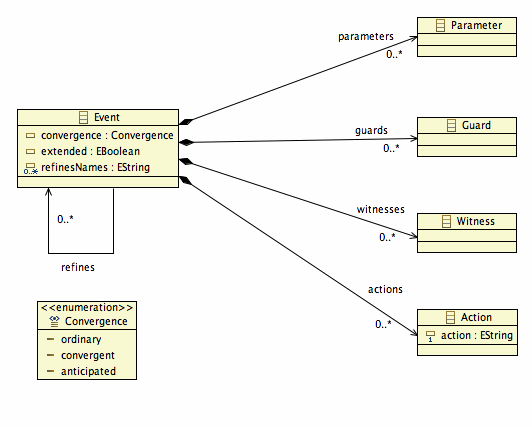 parameters
0..*
Parameter
Event
convergence : Convergence
extended : EBoolean
0..*
refinesNames : EString
guards
0..*
Guard
witnesses
0..*
Witness
0..*
refines
actions
0..*
Action
1
action : EString
<<enumeration>>
Convergence
ordinary
convergent
anticipated